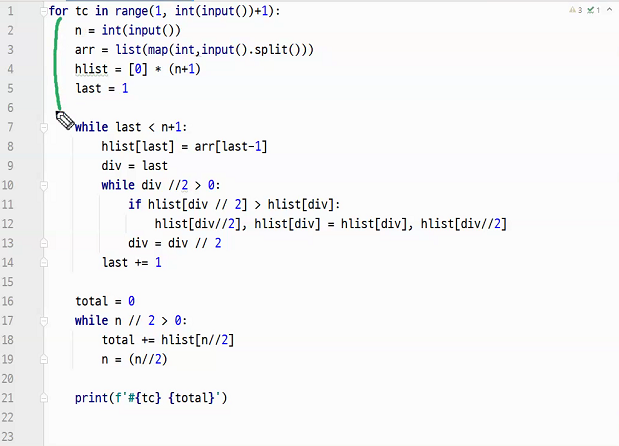 1 for tc in range(1, int(input())+1):
2     n = int(input())
3     arr = list(map(int,input().split()))
4     hlist = [0] * (n+1)
5     last = 1
6
7     while last < n+1:
8         hlist[last] = arr[last-1]
9         div = last
10         while div //2 > 0:
11             if hlist[div // 2] > hlist[div]:
12                 hlist[div//2], hlist[div] = hlist[div], hlist[div//2]
13             div = div // 2
14         last += 1
15
16     total = 0
17     while n // 2 > 0:
18         total += hlist[n//2]
19         n = (n//2)
20
21     print(f'#{tc} {total}')
22
23
3 1